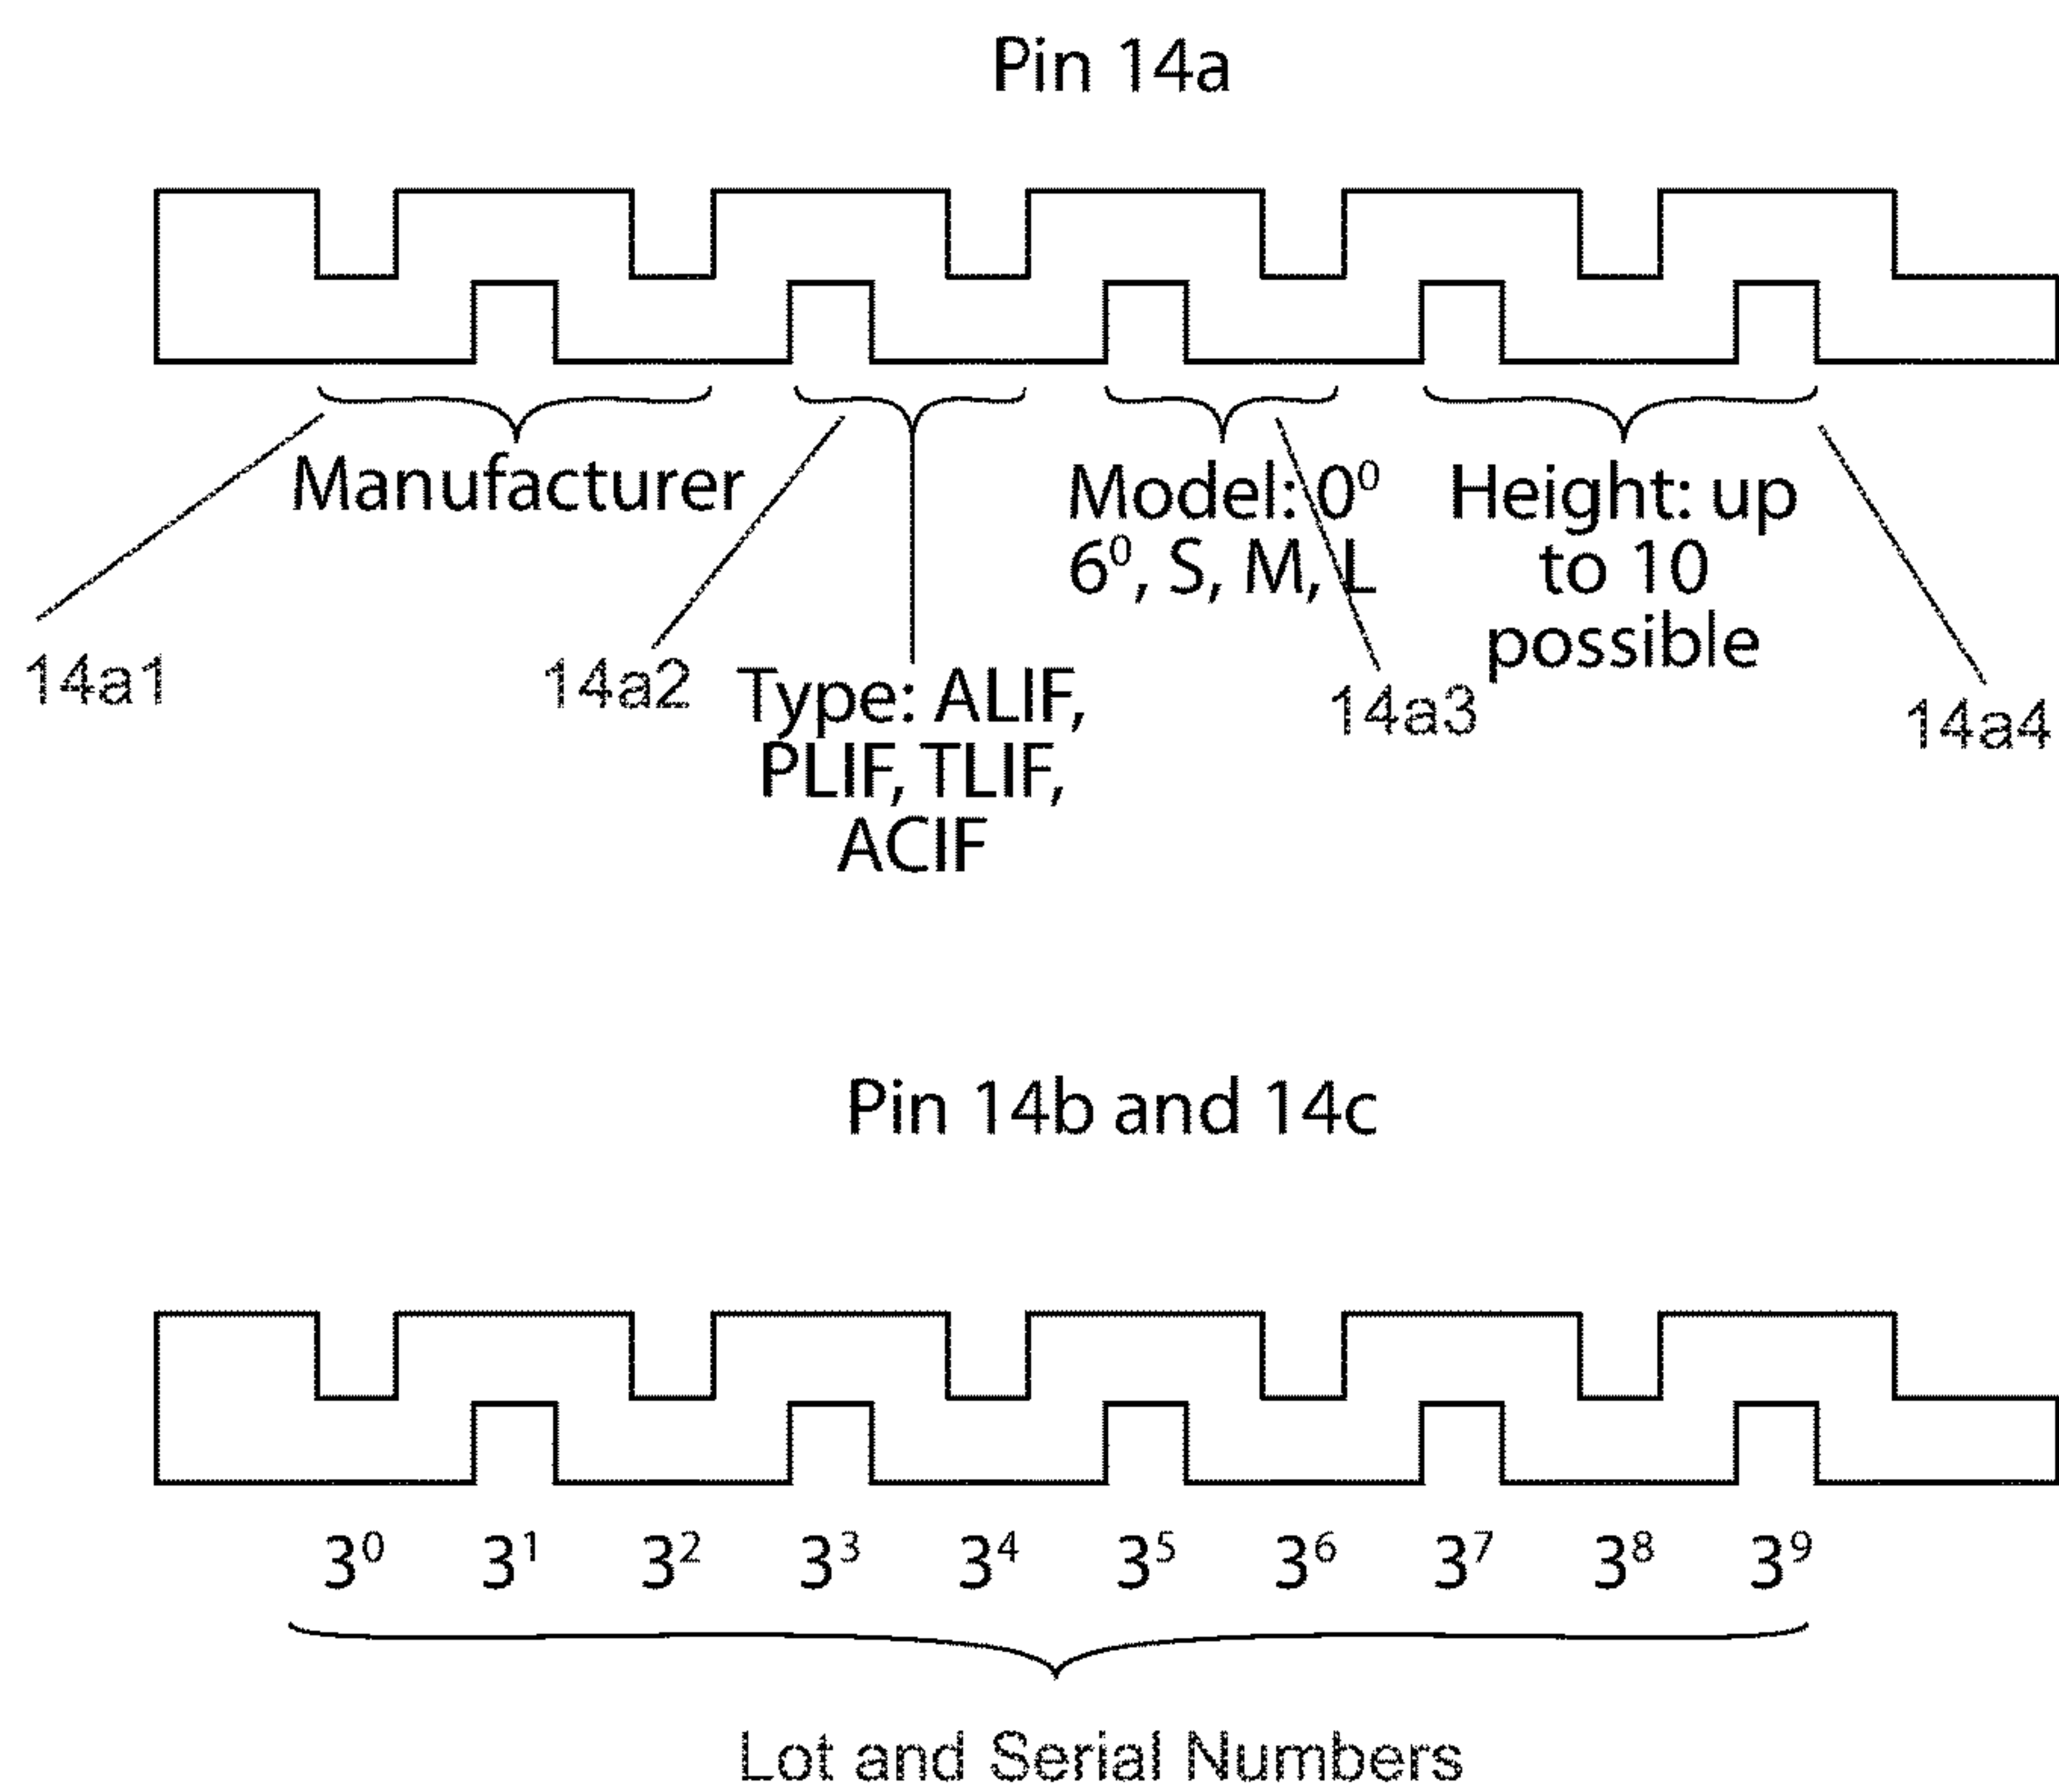 Pin 14a
Manufacturer
Model: 0⁰
6⁰, S, M, L
Height: up
to 10
possible
14a1
14a2
Type: ALIF,
PLIF, TLIF,
ACIF
14a3
14a4
Pin 14b and 14c
3⁰ 3¹ 3² 3³ 3⁴ 3⁵ 3⁶ 3⁷ 3⁸ 3⁹
Lot and Serial Numbers